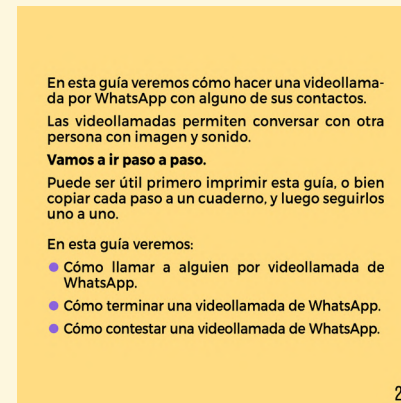 En esta guía veremos cómo hacer una videollama-
da por WhatsApp con alguno de sus contactos.
Las videollamadas permiten conversar con otra
persona con imagen y sonido.
Vamos a ir paso a paso.
Puede ser útil primero imprimir esta guía, o bien
copiar cada paso a un cuaderno, y luego seguirlos
uno a uno.
En esta guía veremos:
Cómo llamar a alguien por videollamada de
WhatsApp.
Cómo terminar una videollamada de WhatsApp.
Cómo contestar una videollamada de WhatsApp.
2